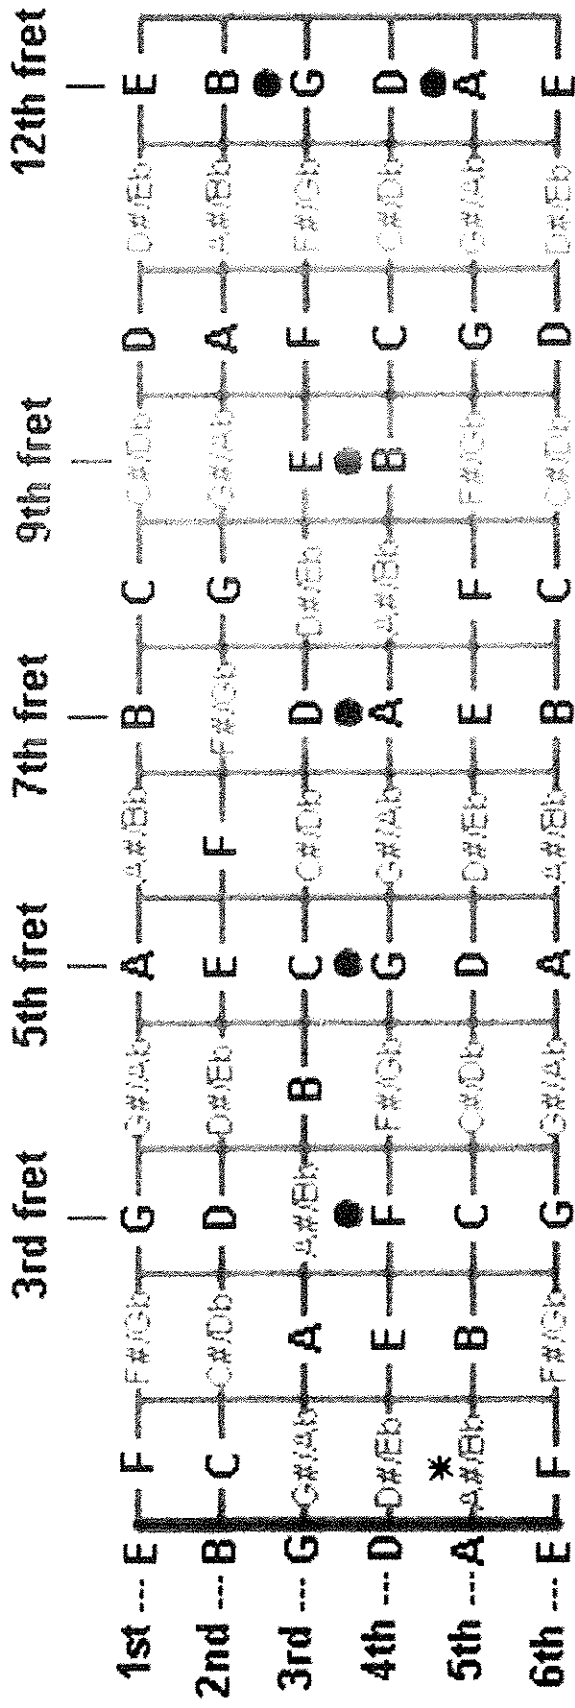 3rd fret 5th fret 7th fret 9th fret 12th fret
1st --- E F F#/Gb G G#/Ab A A#/Bb B C C#/Db D D#/Eb E
2nd --- B C C#/Db D D#/Eb E F F#/Gb G G#/Ab A A#/Bb B
3rd --- G G#/Ab A A#/Bb B C C#/Db D D#/Eb E F F#/Gb G
4th --- D D#/Eb E F F#/Gb G G#/Ab A A#/Bb B C C#/Db D
*
5th --- A A#/Bb B C C#/Db D D#/Eb E F F#/Gb G G#/Ab A
6th --- E F F#/Gb G G#/Ab A A#/Bb B C C#/Db D D#/Eb E